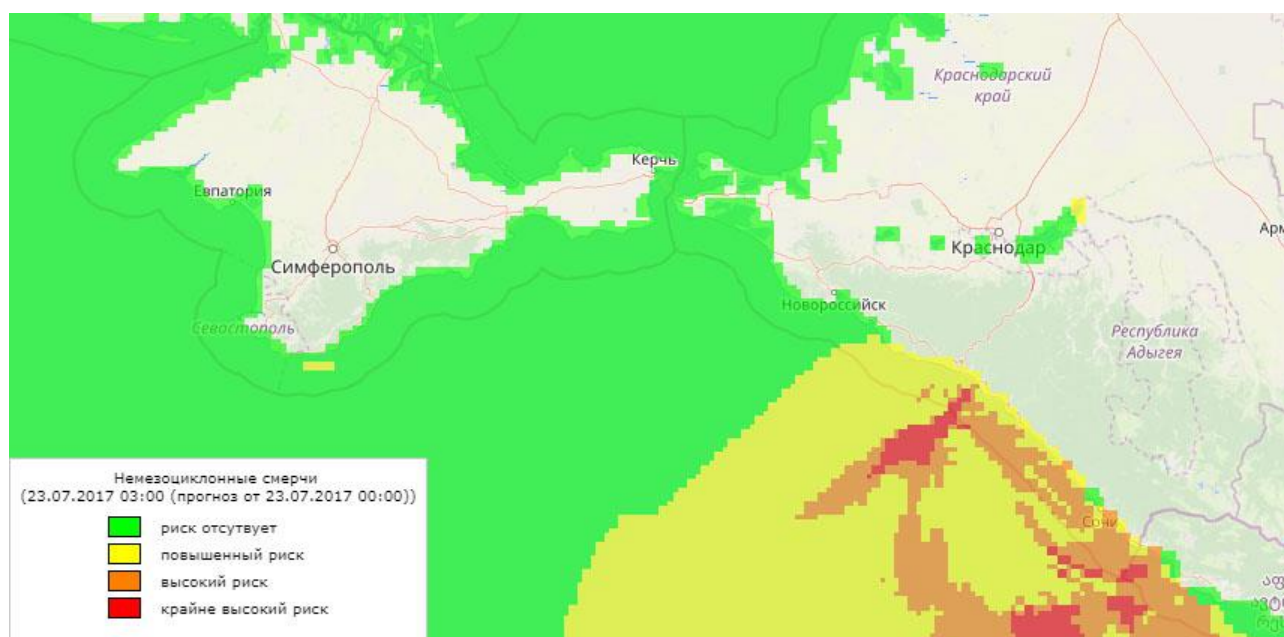 Краснодарский
край
Керчь
Евпатория
Краснодар
Симферополь
Новороссийск
Севастополь
Республика
Адыгея
Сочи
Немезоциклонные смерчи
(23.07.2017 03:00 (прогноз от 23.07.2017 00:00))
риск отсутвует
повышенный риск
высокий риск
крайне высокий риск